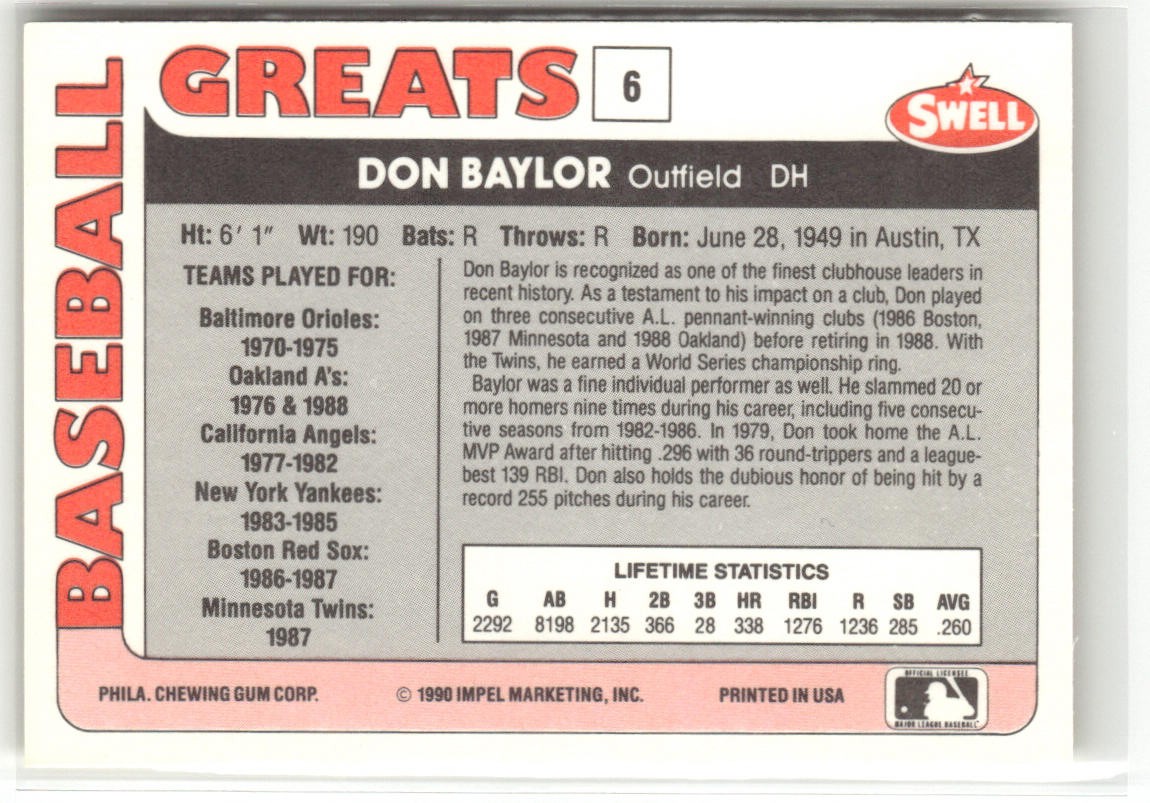 BASEBALL
GREATS
6
SWELL
DON BAYLOR Outfield DH
Ht: 6' 1" Wt: 190 Bats: R Throws: R Born: June 28, 1949 in Austin, TX
TEAMS PLAYED FOR:
Baltimore Orioles:
1970-1975
Oakland A's:
1976 & 1988
California Angels:
1977-1982
New York Yankees:
1983-1985
Boston Red Sox:
1986-1987
Minnesota Twins:
1987
Don Baylor is recognized as one of the finest clubhouse leaders in
recent history. As a testament to his impact on a club, Don played
on three consecutive A.L. pennant-winning clubs (1986 Boston,
1987 Minnesota and 1988 Oakland) before retiring in 1988. With
the Twins, he earned a World Series championship ring.
Baylor was a fine individual performer as well. He slammed 20 or
more homers nine times during his career, including five consecu-
tive seasons from 1982-1986. In 1979, Don took home the A.L.
MVP Award after hitting .296 with 36 round-trippers and a league-
best 139 RBI. Don also holds the dubious honor of being hit by a
record 255 pitches during his career.
LIFETIME STATISTICS
G AB H 2B 3B HR RBI R SB AVG
2292 8198 2135 366 28 338 1276 1236 285 .260
PHILA. CHEWING GUM CORP. © 1990 IMPEL MARKETING, INC. PRINTED IN USA
OFFICIAL LICENSEE
MAJOR LEAGUE BASEBALL